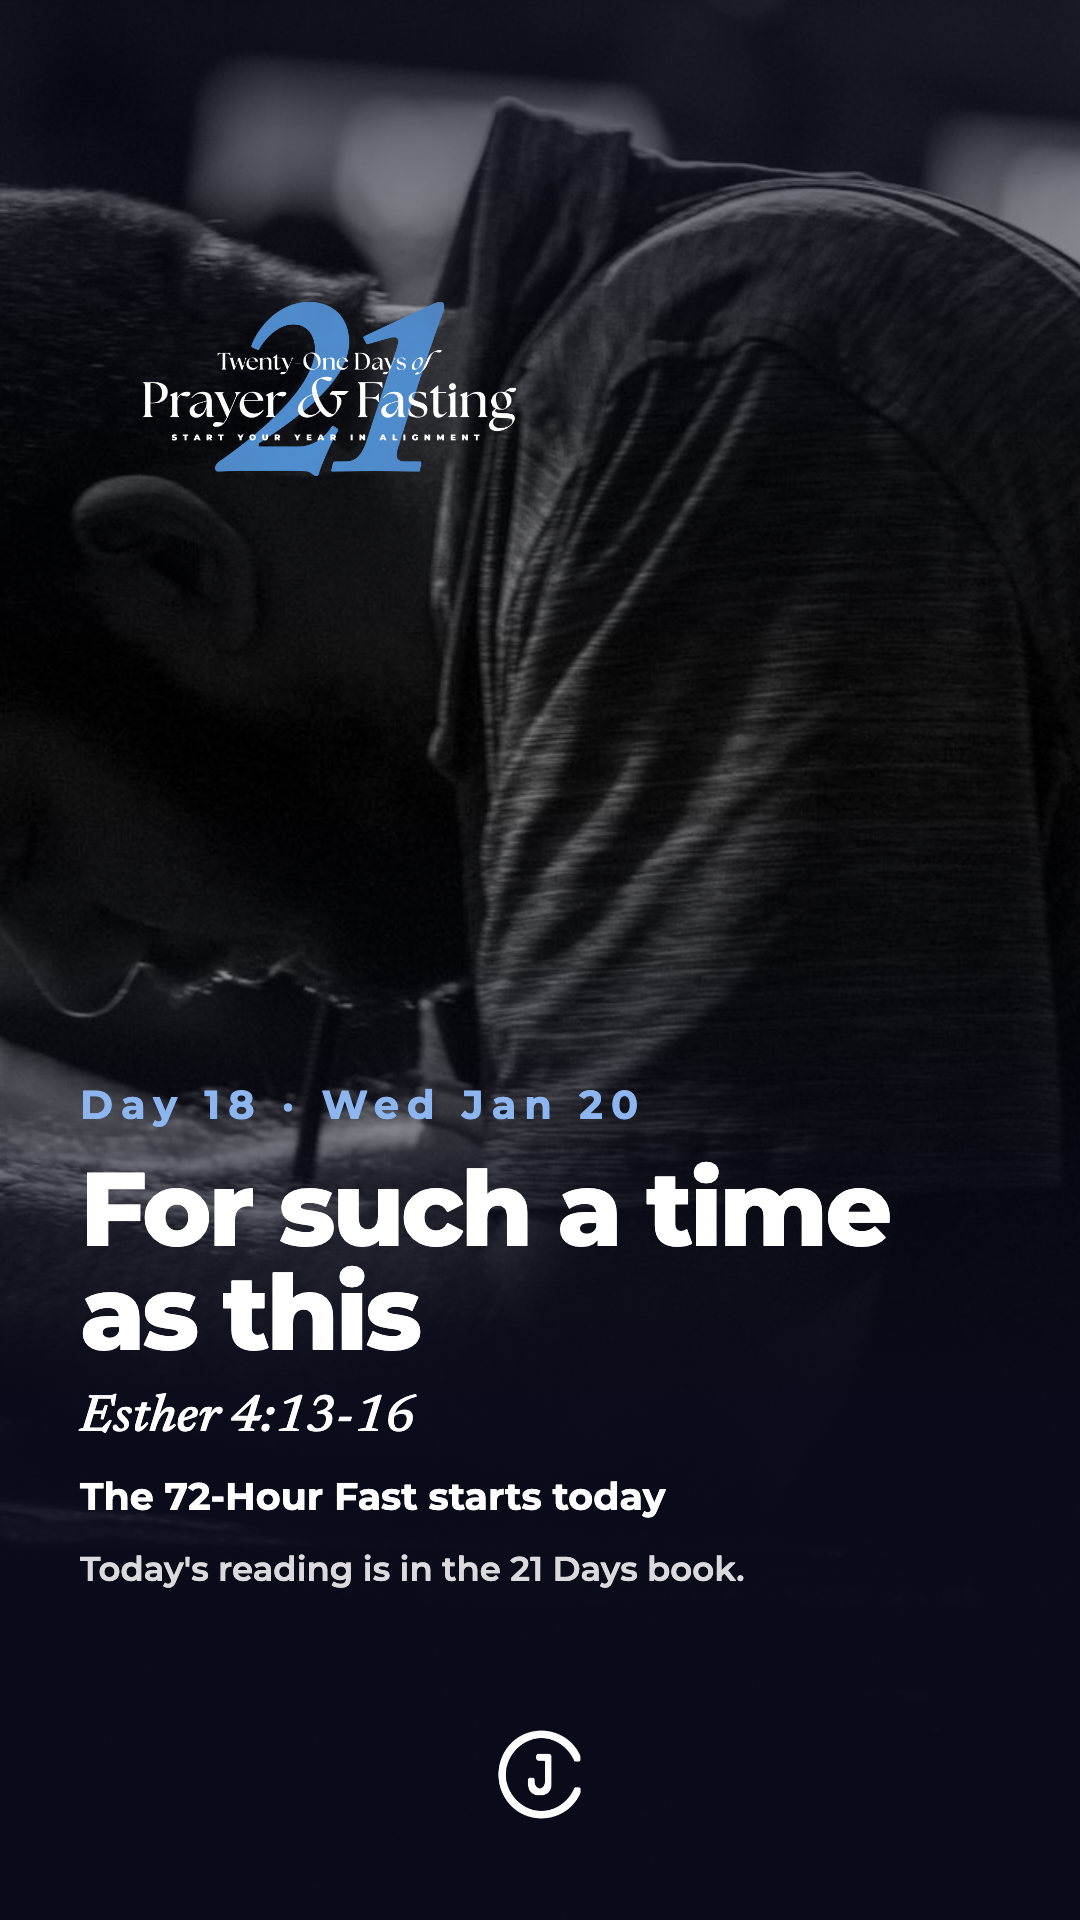 21
Twenty-One Days of
Prayer & Fasting
START YOUR YEAR IN ALIGNMENT
Day 18 · Wed Jan 20
For such a time
as this
Esther 4:13-16
The 72-Hour Fast starts today
Today's reading is in the 21 Days book.
CJ